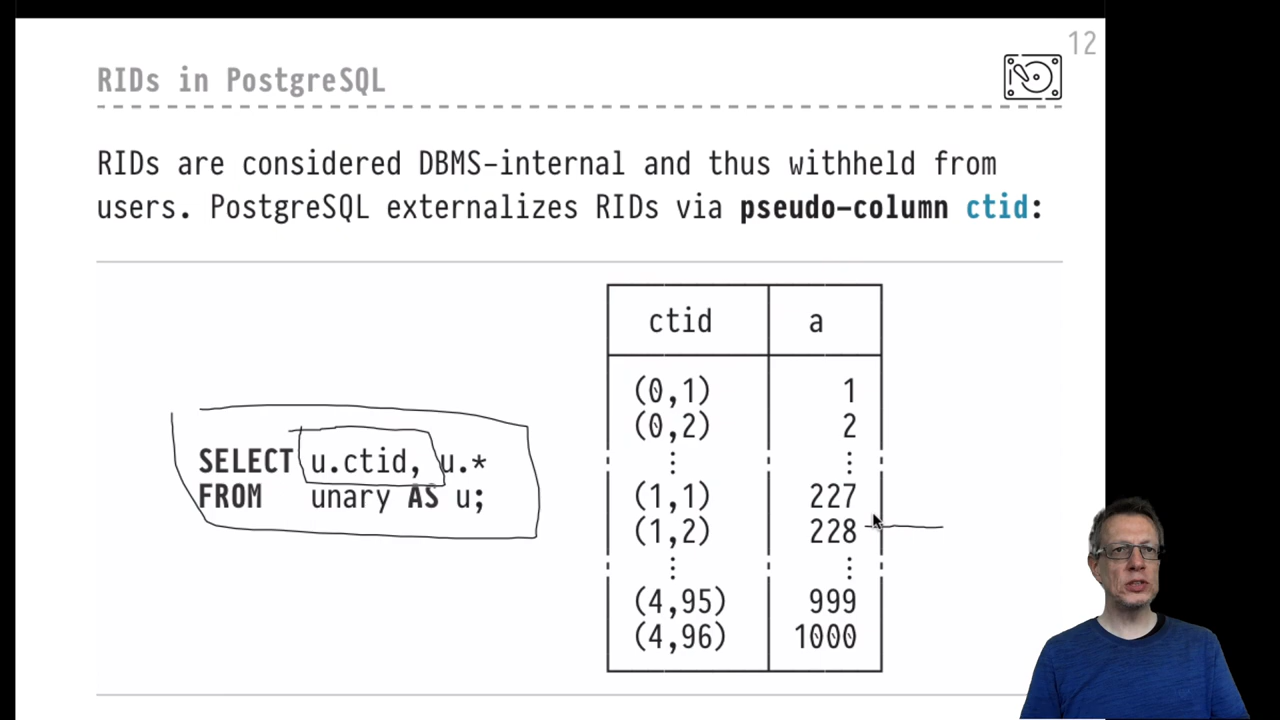 12
RIDs in PostgreSQL
RIDs are considered DBMS-internal and thus withheld from
users. PostgreSQL externalizes RIDs via pseudo-column ctid:
SELECT u.ctid, u.*
FROM unary AS u;
ctid a
(0,1) 1
(0,2) 2
⋮ ⋮
(1,1) 227
(1,2) 228
⋮ ⋮
(4,95) 999
(4,96) 1000